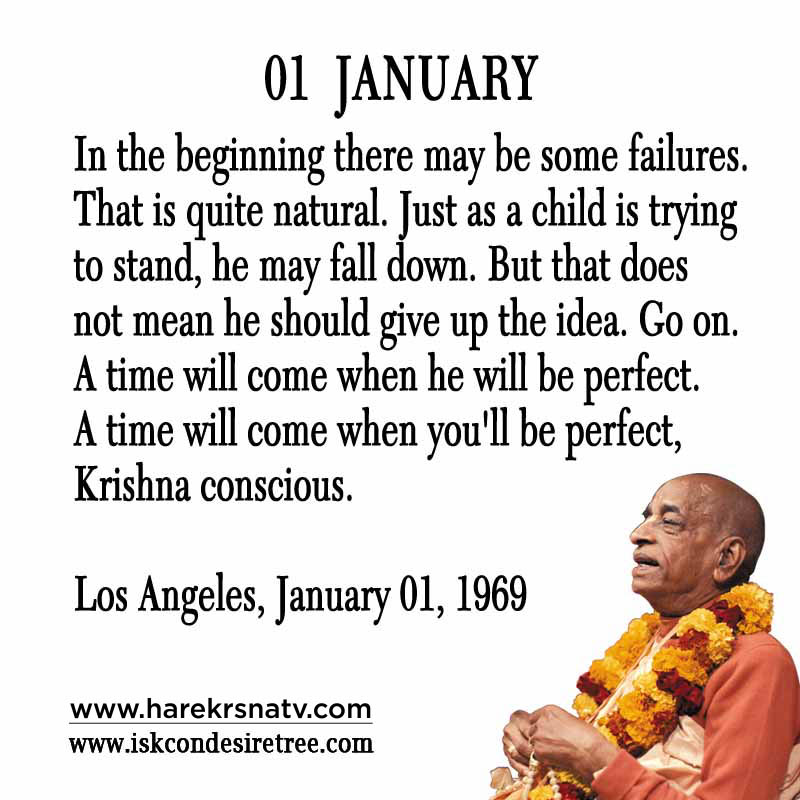 01 JANUARY
In the beginning there may be some failures.
That is quite natural. Just as a child is trying
to stand, he may fall down. But that does
not mean he should give up the idea. Go on.
A time will come when he will be perfect.
A time will come when you'll be perfect,
Krishna conscious.
Los Angeles, January 01, 1969
www.harekrsnatv.com
www.iskcondesiretree.com